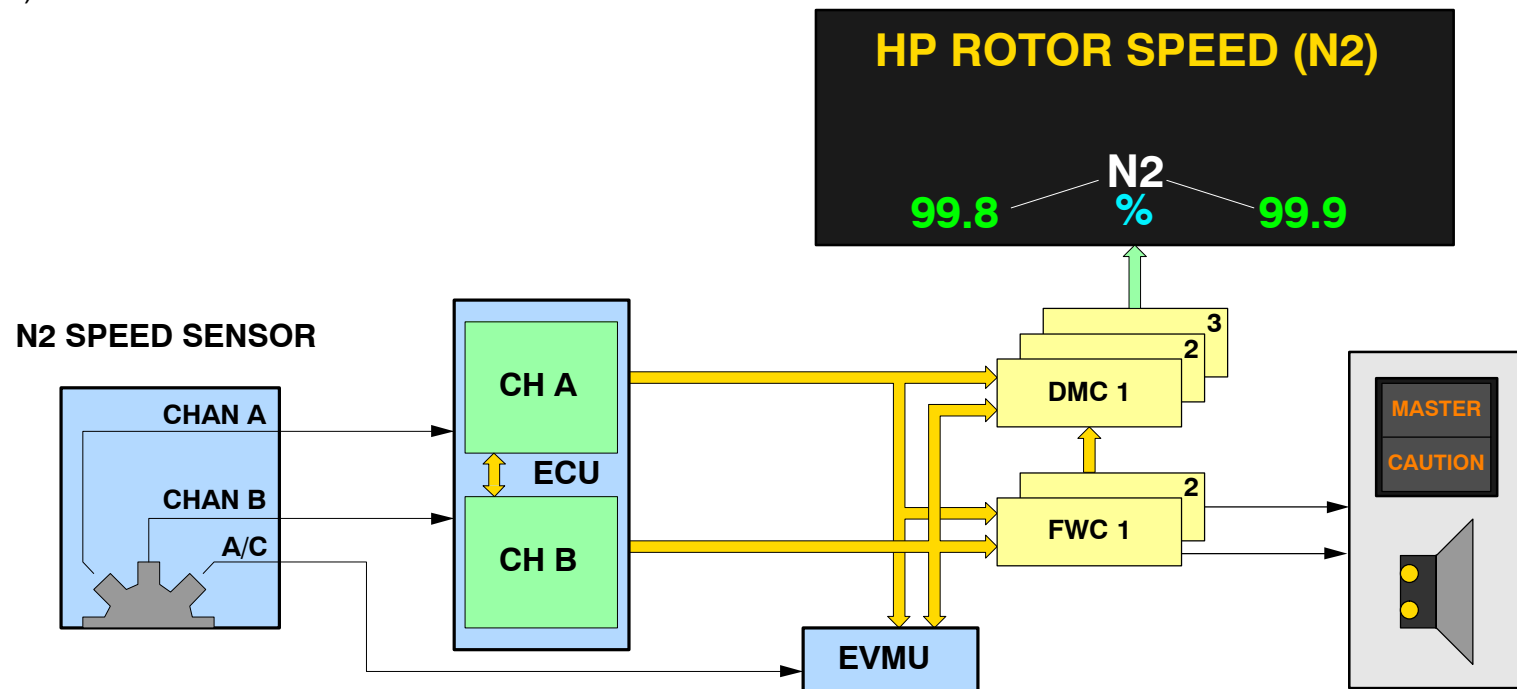 HP ROTOR SPEED (N2)
N2
99.8 % 99.9
N2 SPEED SENSOR
CHAN A
CHAN B
A/C
CH A
ECU
CH B
3
2
DMC 1
2
FWC 1
MASTER
CAUTION
EVMU